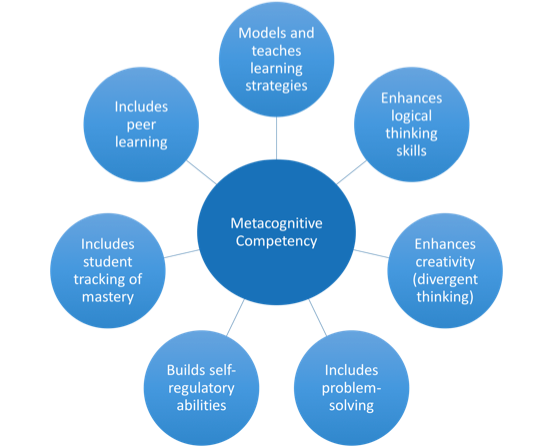 Models and
teaches
learning
strategies
Enhances
logical
thinking
skills
Enhances
creativity
(divergent
thinking)
Includes
problem-
solving
Builds self-
regulatory
abilities
Includes
student
tracking of
mastery
Includes
peer
learning
Metacognitive
Competency